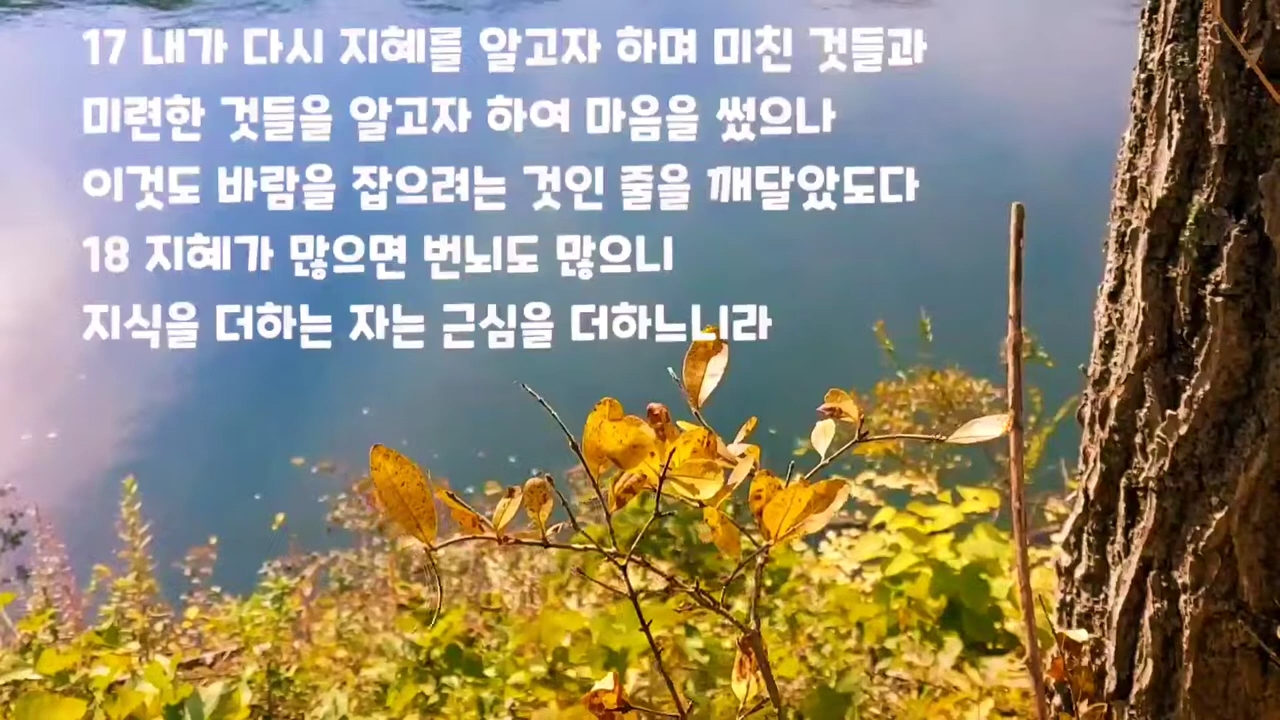 17 내가 다시 지혜를 알고자 하며 미친 것들과
미련한 것들을 알고자 하여 마음을 썼으나
이것도 바람을 잡으려는 것인 줄을 깨달았도다
18 지혜가 많으면 번뇌도 많으니
지식을 더하는 자는 근심을 더하느니라